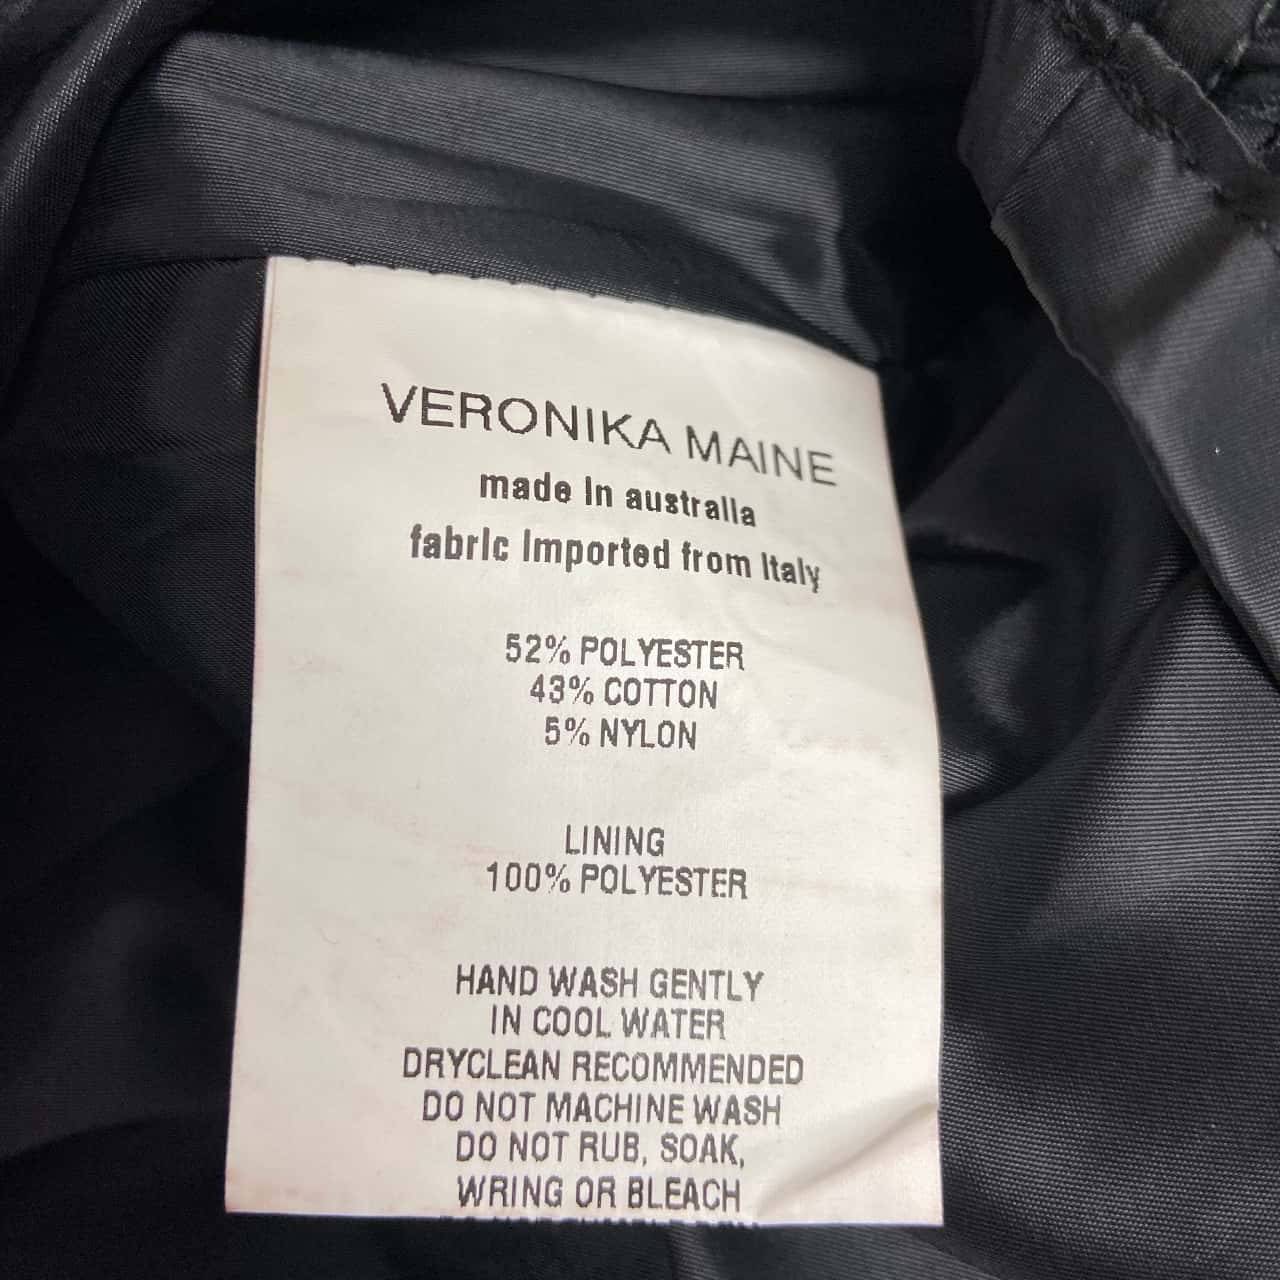 VERONIKA MAINE
made In australla
fabrIc Imported from Italy
52% POLYESTER
43% COTTON
5% NYLON
LINING
100% POLYESTER
HAND WASH GENTLY
IN COOL WATER
DRYCLEAN RECOMMENDED
DO NOT MACHINE WASH
DO NOT RUB, SOAK,
WRING OR BLEACH